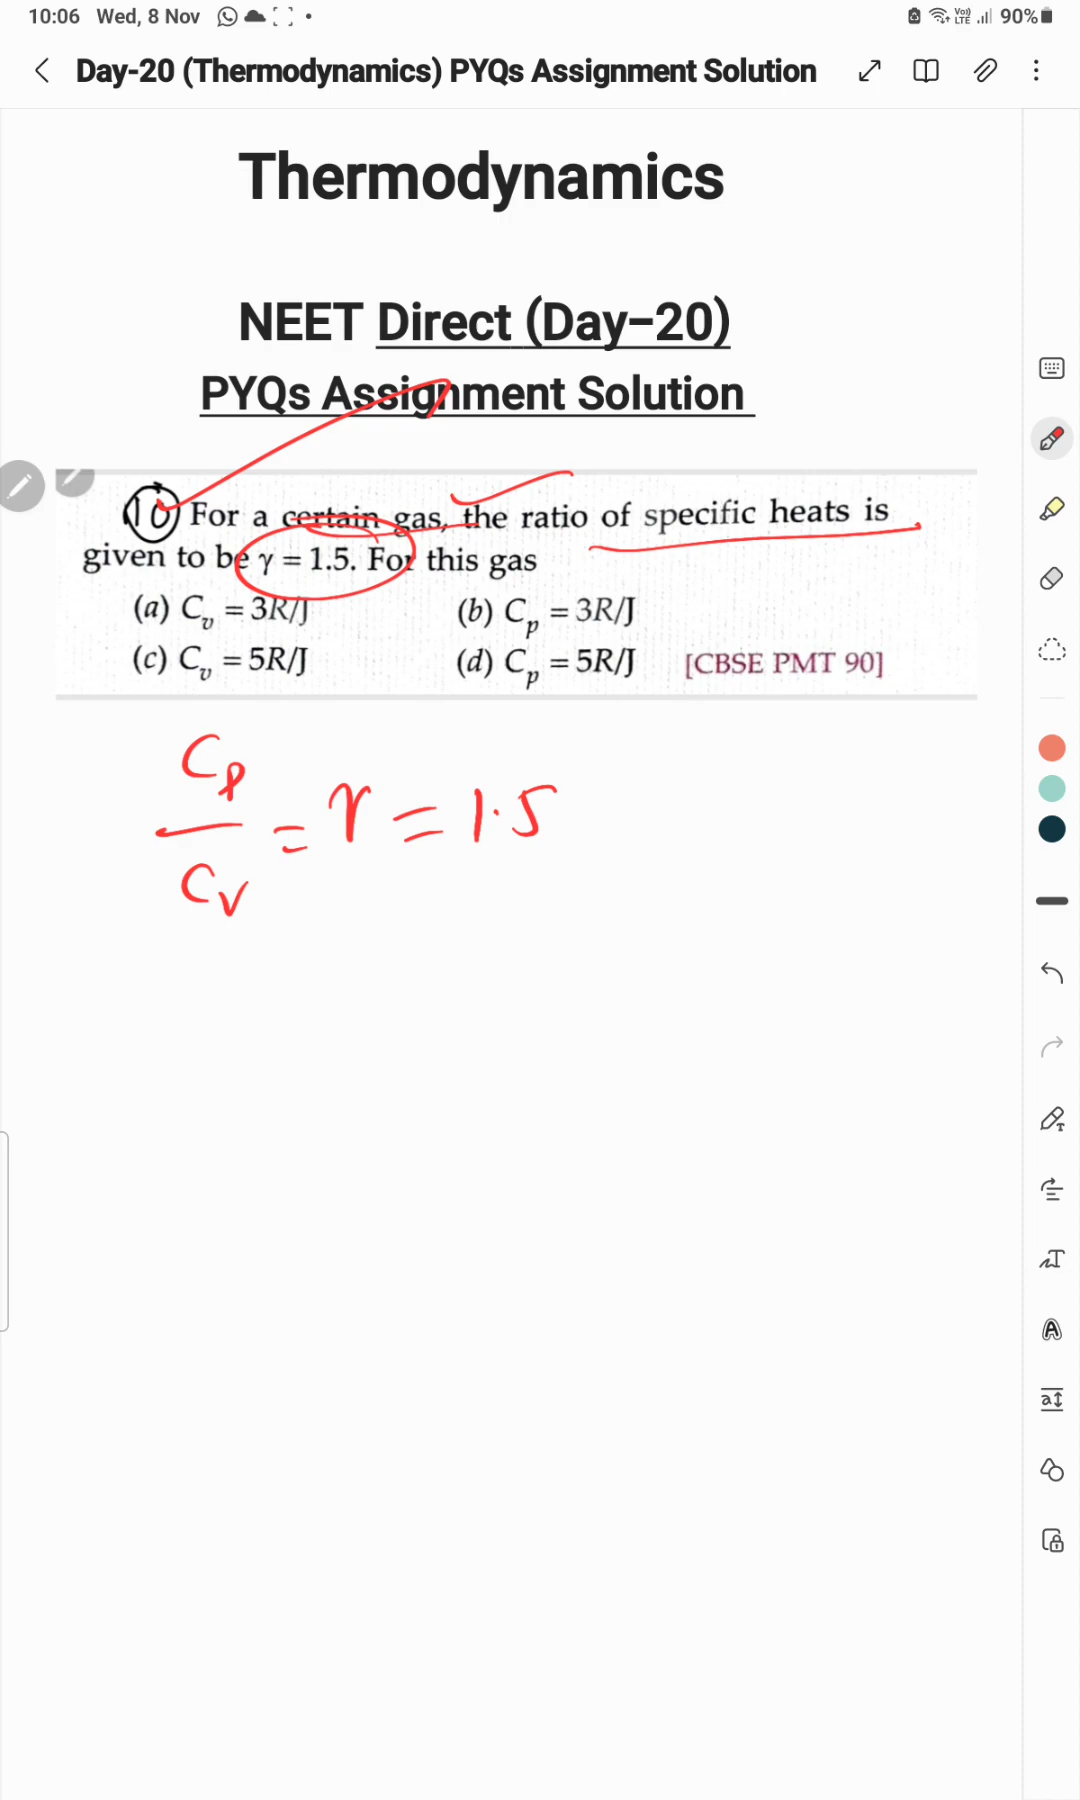 10:06 Wed, 8 Nov 90%
Day-20 (Thermodynamics) PYQs Assignment Solution
Thermodynamics
NEET Direct (Day-20)
PYQs Assignment Solution
10 For a certain gas, the ratio of specific heats is
given to be γ = 1.5. For this gas
(a) Cv = 3R/J (b) Cp = 3R/J
(c) Cv = 5R/J (d) Cp = 5R/J [CBSE PMT 90]
Cp
— = γ = 1.5
Cv